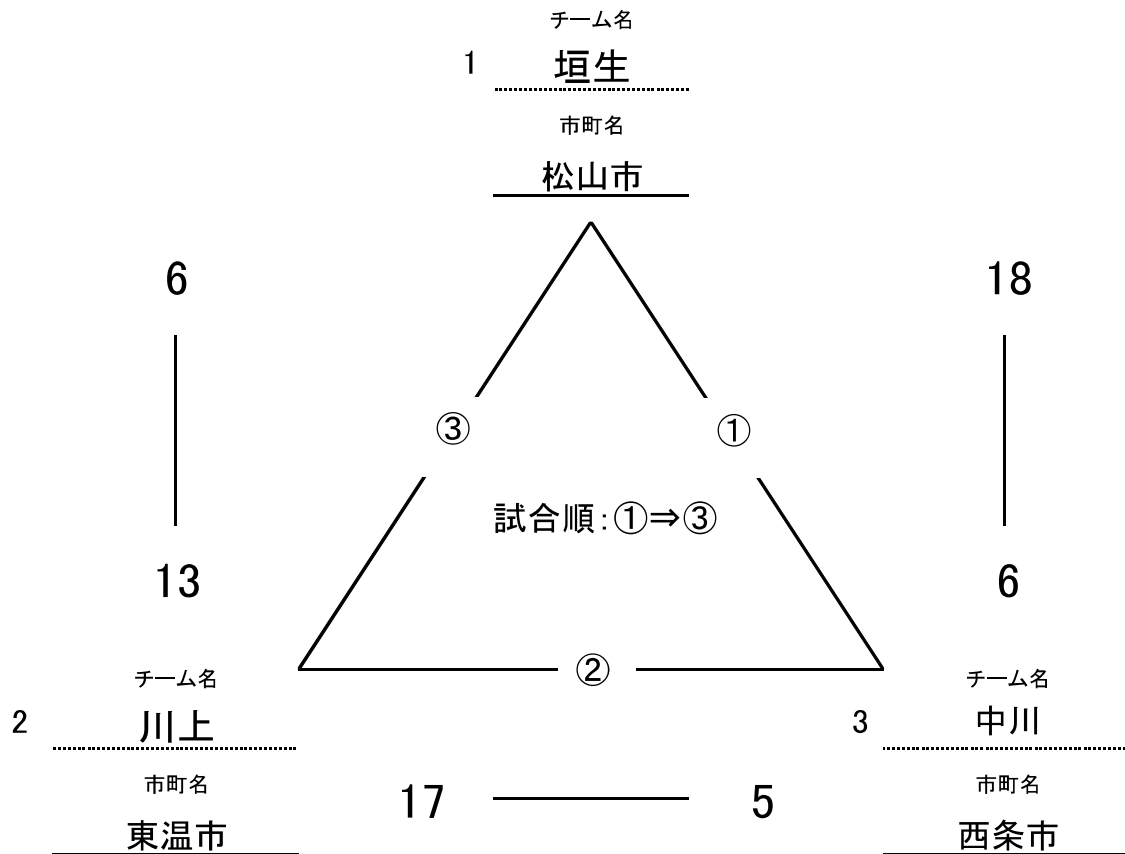 チーム名
1 垣生
市町名
松山市
6 18
③ ①
試合順：①⇒③
13 6
②
チーム名 チーム名
2 川上 3 中川
市町名 市町名
17 5
東温市 西条市